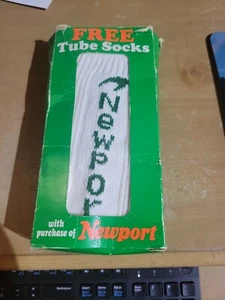 FREE
Tube Socks
Newpor
with
purchase of Newport